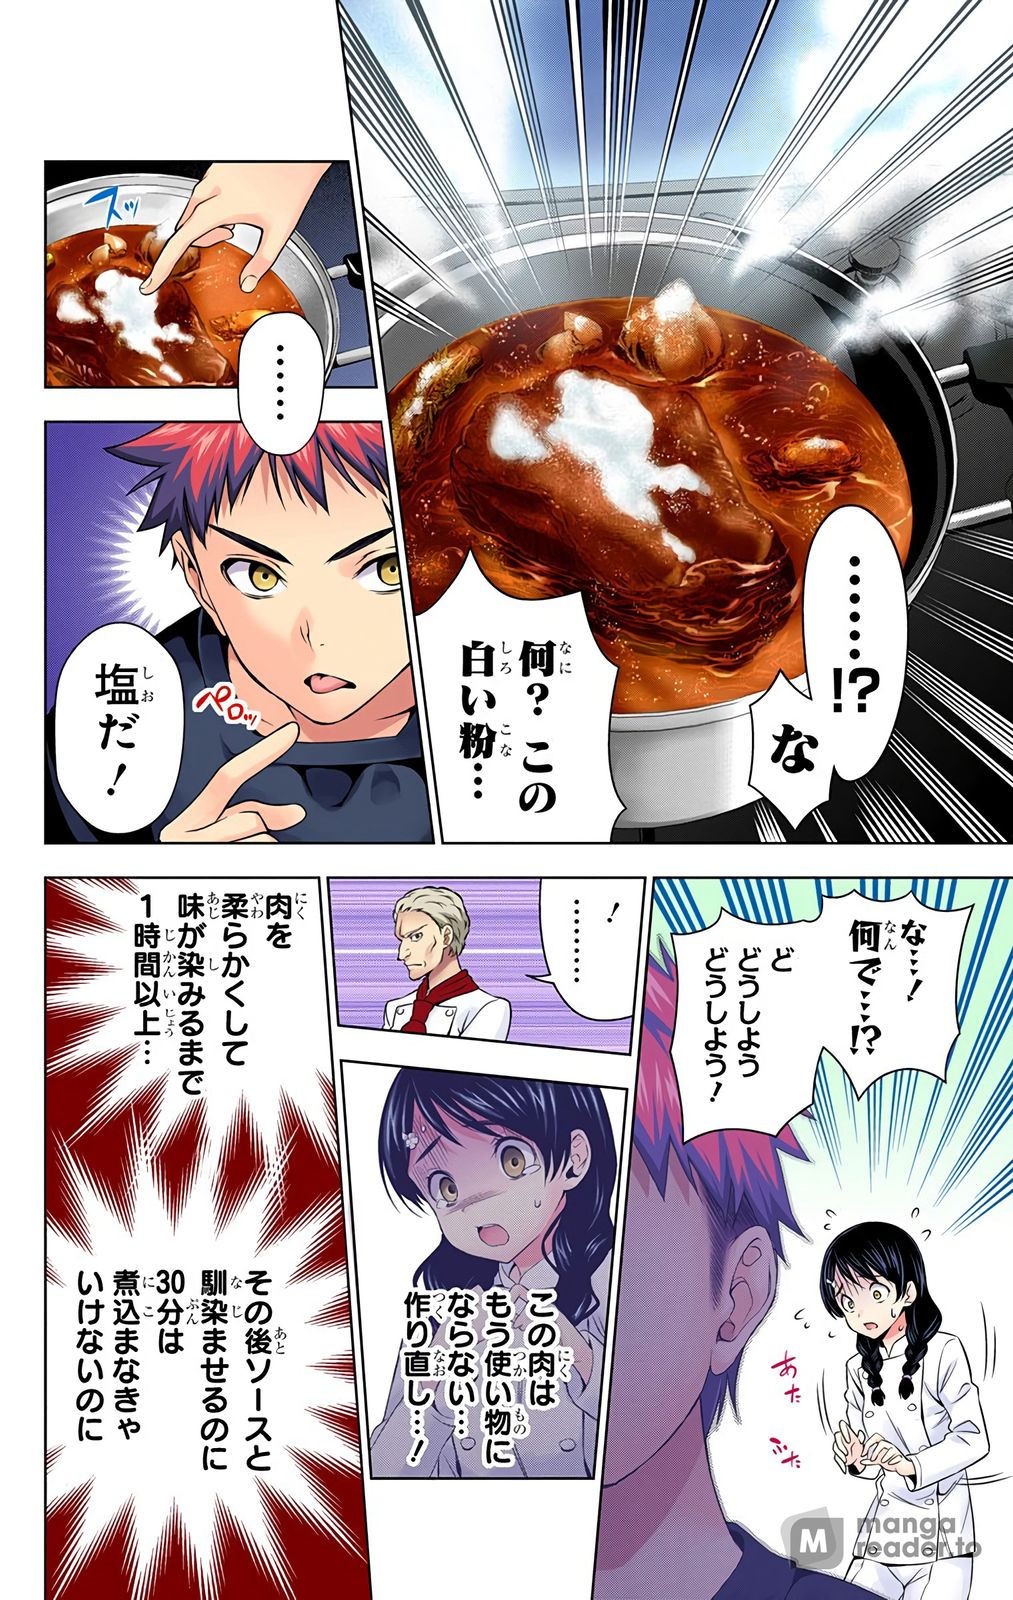 ……!?
な
何？この
白い粉…
ズッ
……
ペロッ
塩だ！
な…！
何で…!?
ど
どうしよう
どうしよう！
あた
ふた
！
………
この肉は
もう使い物に
ならない…
作り直し…！
肉を
柔らかくして
味が染みるまで
１時間以上…
その後ソースと
馴染ませるのに
30分は
煮込まなきゃ
いけないのに
M
manga
reader.to